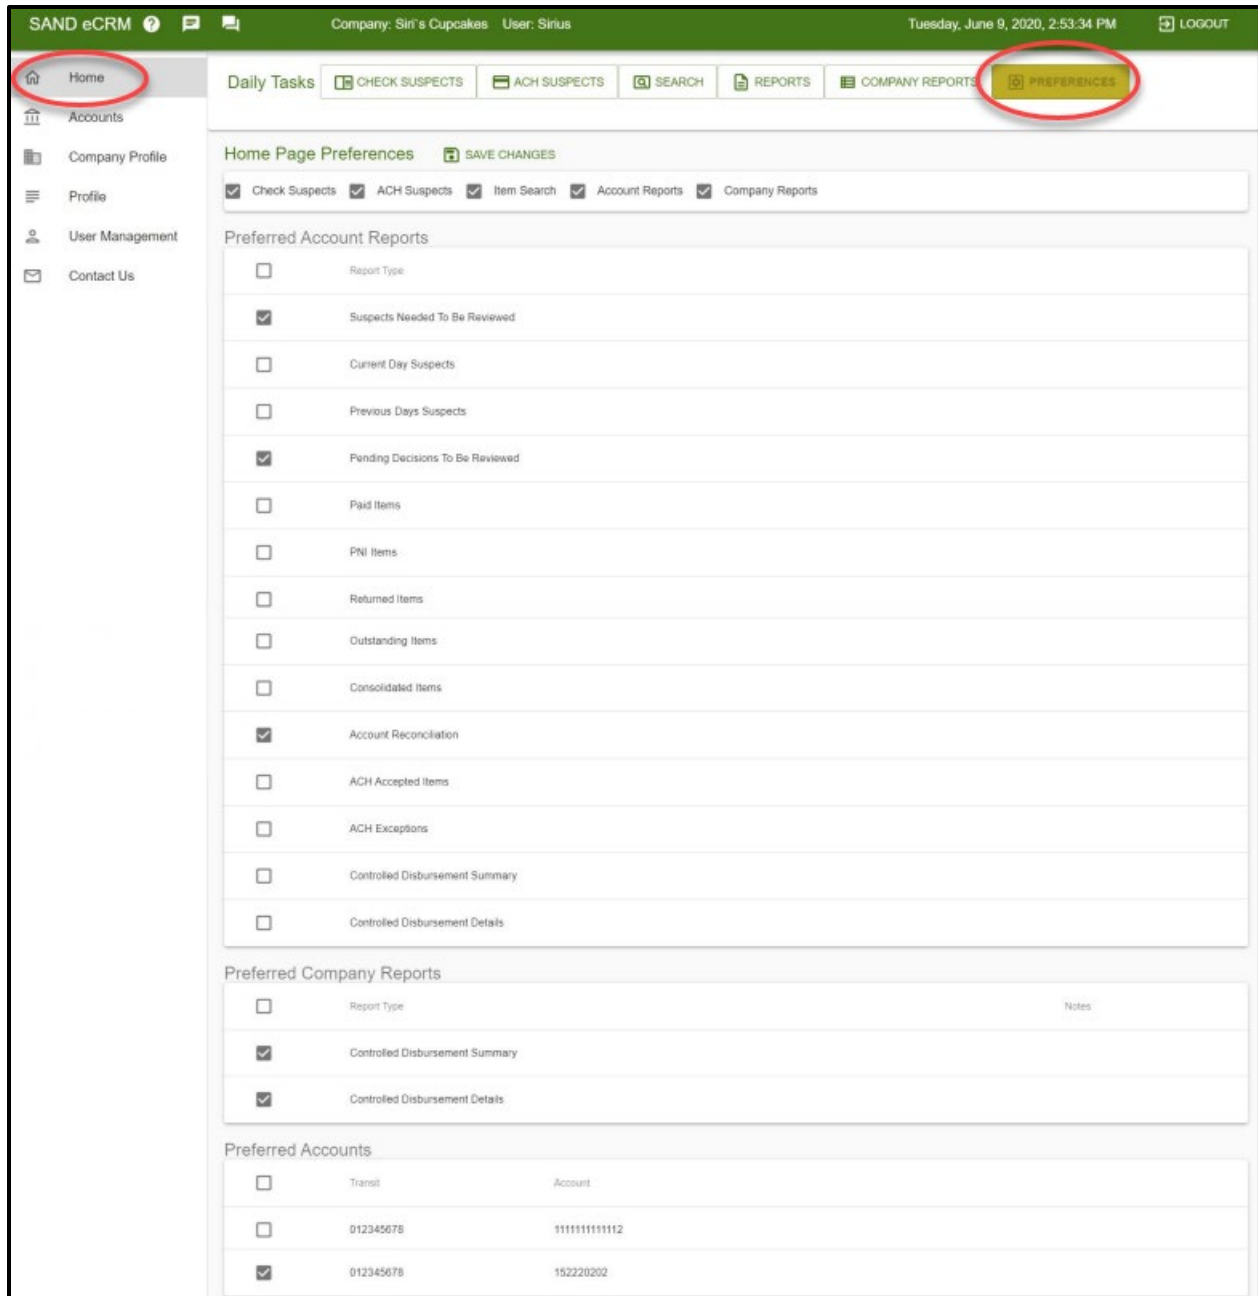 SAND eCRM ? Company: Siri`s Cupcakes User: Sirius Tuesday, June 9, 2020, 2:53:34 PM LOGOUT
Home
Accounts
Company Profile
Profile
User Management
Contact Us
Daily Tasks CHECK SUSPECTS ACH SUSPECTS SEARCH REPORTS COMPANY REPORTS PREFERENCES
Home Page Preferences SAVE CHANGES
Check Suspects ACH Suspects Item Search Account Reports Company Reports
Preferred Account Reports
Report Type
Suspects Needed To Be Reviewed
Current Day Suspects
Previous Days Suspects
Pending Decisions To Be Reviewed
Paid Items
PNI Items
Returned Items
Outstanding Items
Consolidated Items
Account Reconciliation
ACH Accepted Items
ACH Exceptions
Controlled Disbursement Summary
Controlled Disbursement Details
Preferred Company Reports
Report Type Notes
Controlled Disbursement Summary
Controlled Disbursement Details
Preferred Accounts
Transit Account
012345678 1111111111112
012345678 152220202